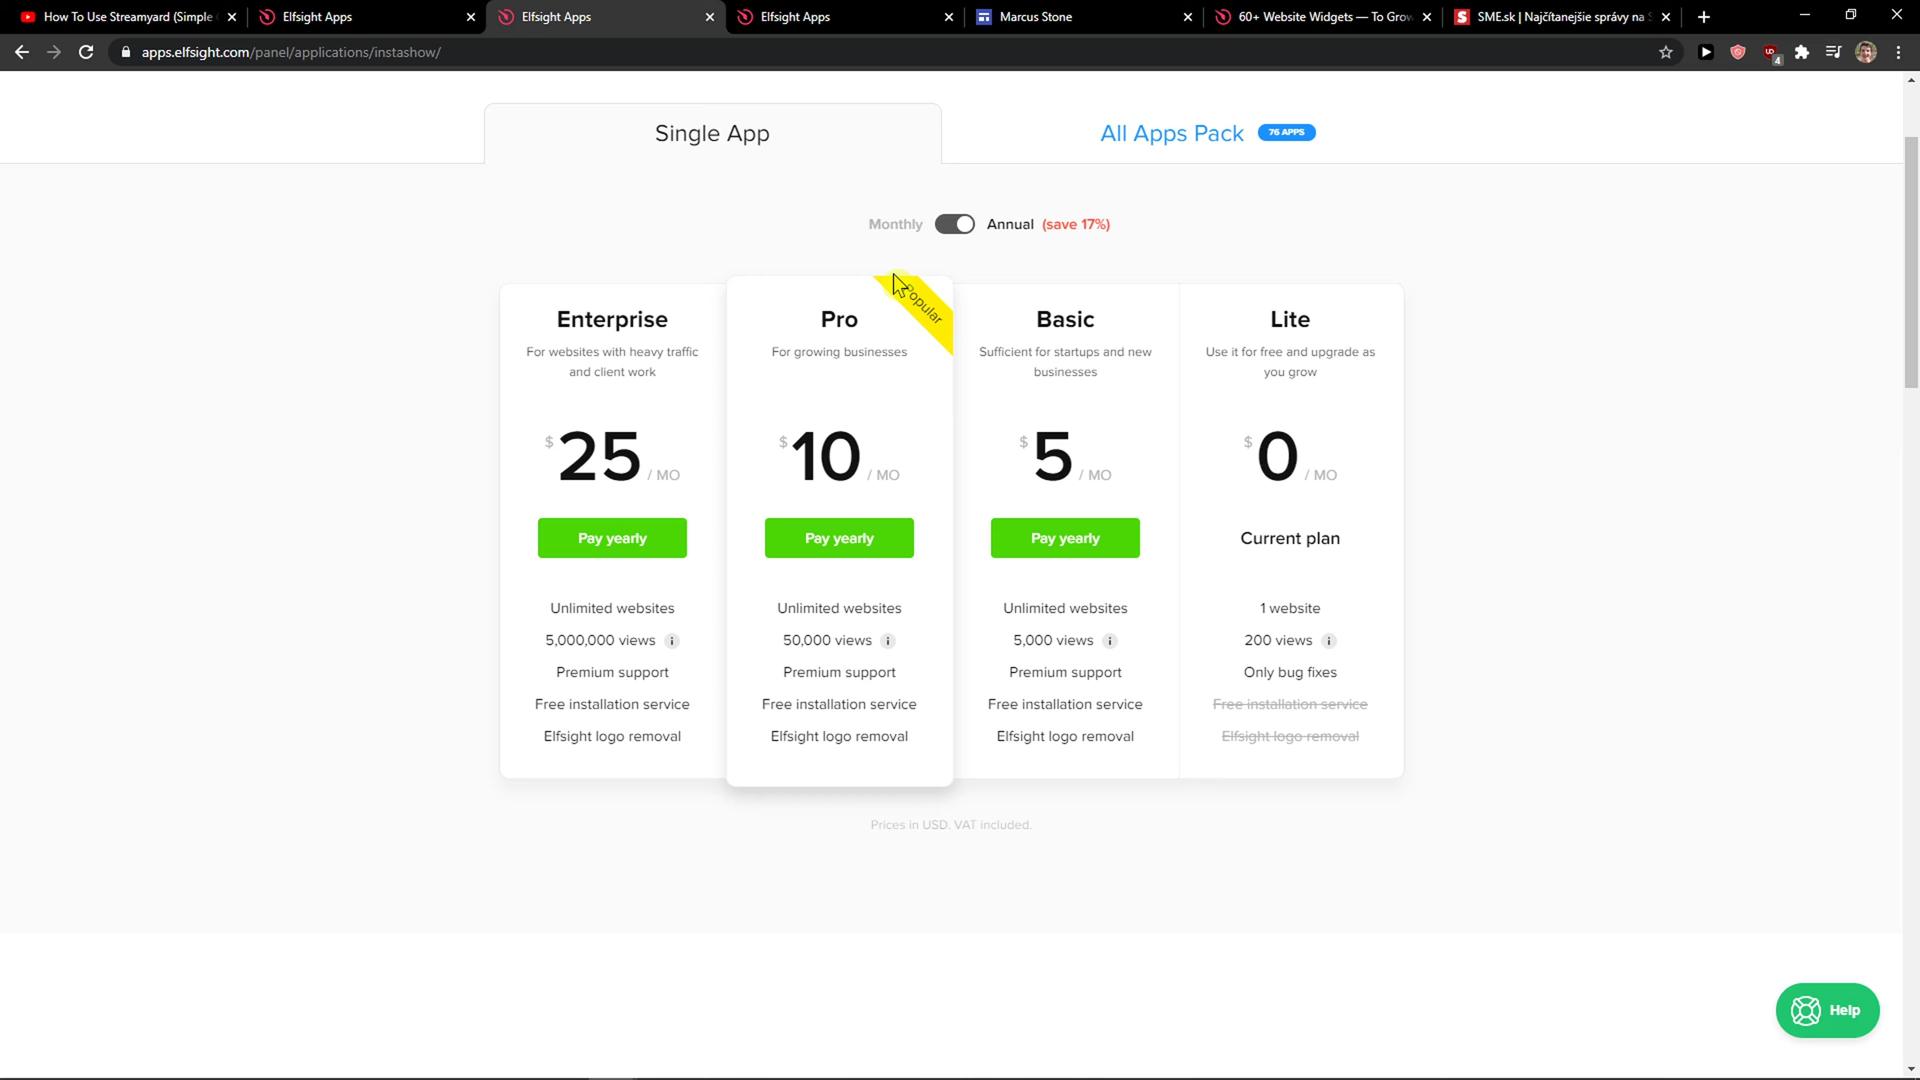 How To Use Streamyard (Simple
Elfsight Apps
Elfsight Apps
Elfsight Apps
Marcus Stone
60+ Website Widgets — To Grow
SME.sk | Najčítanejšie správy na S
apps.elfsight.com/panel/applications/instashow/
4
Single App
All Apps Pack
76 APPS
Monthly
Annual (save 17%)
Enterprise
For websites with heavy traffic
and client work
$ 25 / MO
Pay yearly
Unlimited websites
5,000,000 views
Premium support
Free installation service
Elfsight logo removal
Popular
Pro
For growing businesses
$ 10 / MO
Pay yearly
Unlimited websites
50,000 views
Premium support
Free installation service
Elfsight logo removal
Basic
Sufficient for startups and new
businesses
$ 5 / MO
Pay yearly
Unlimited websites
5,000 views
Premium support
Free installation service
Elfsight logo removal
Lite
Use it for free and upgrade as
you grow
$ 0 / MO
Current plan
1 website
200 views
Only bug fixes
Free installation service
Elfsight logo removal
Prices in USD. VAT included.
Help